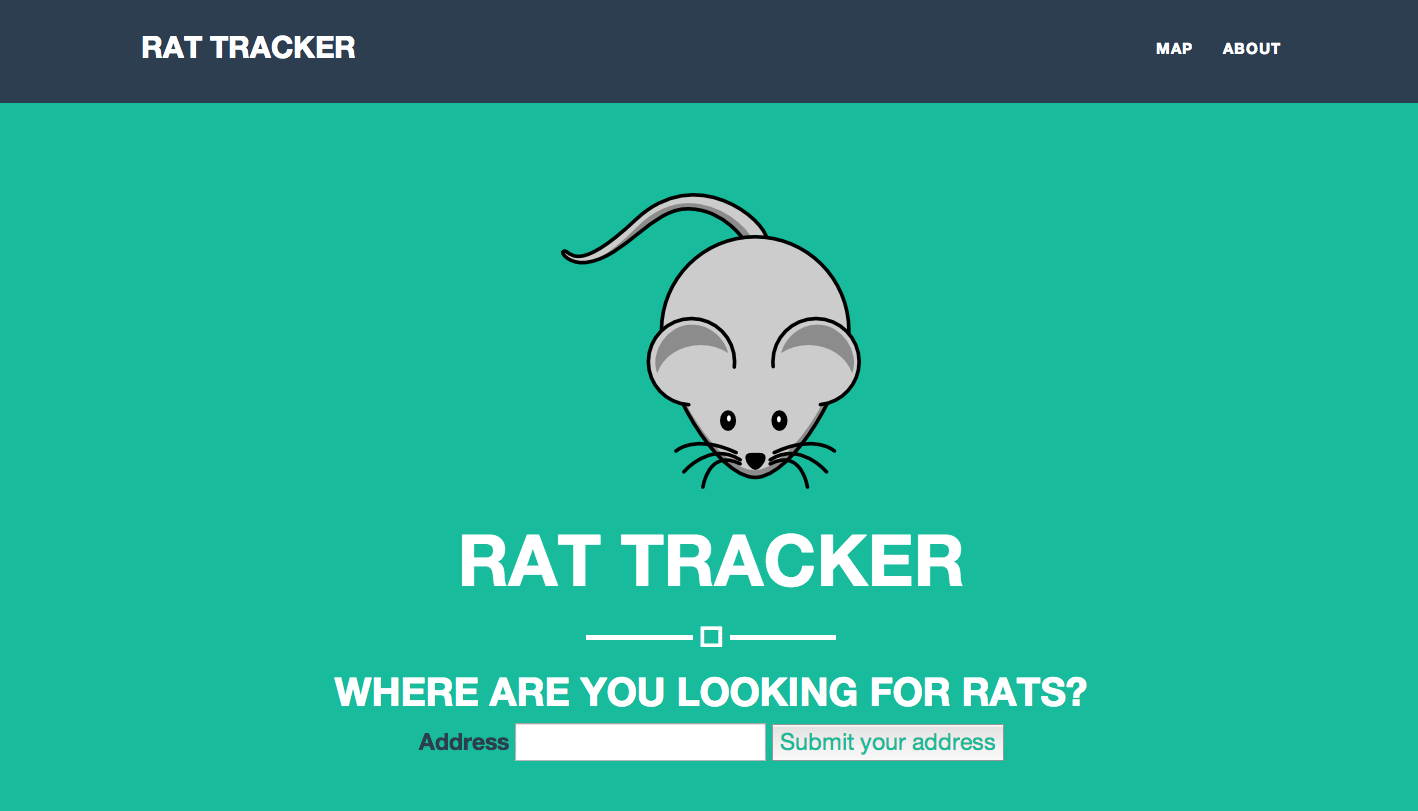 RAT TRACKER
MAP ABOUT
RAT TRACKER
WHERE ARE YOU LOOKING FOR RATS?
Address Submit your address